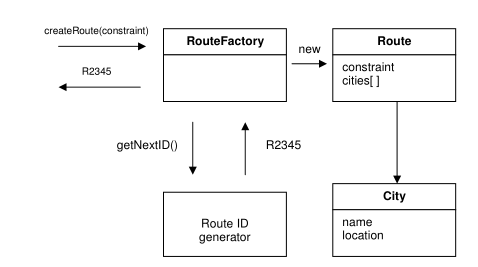 createRoute(constraint)
R2345
RouteFactory
new
Route
constraint
cities[ ]
getNextID()
R2345
Route ID
generator
City
name
location